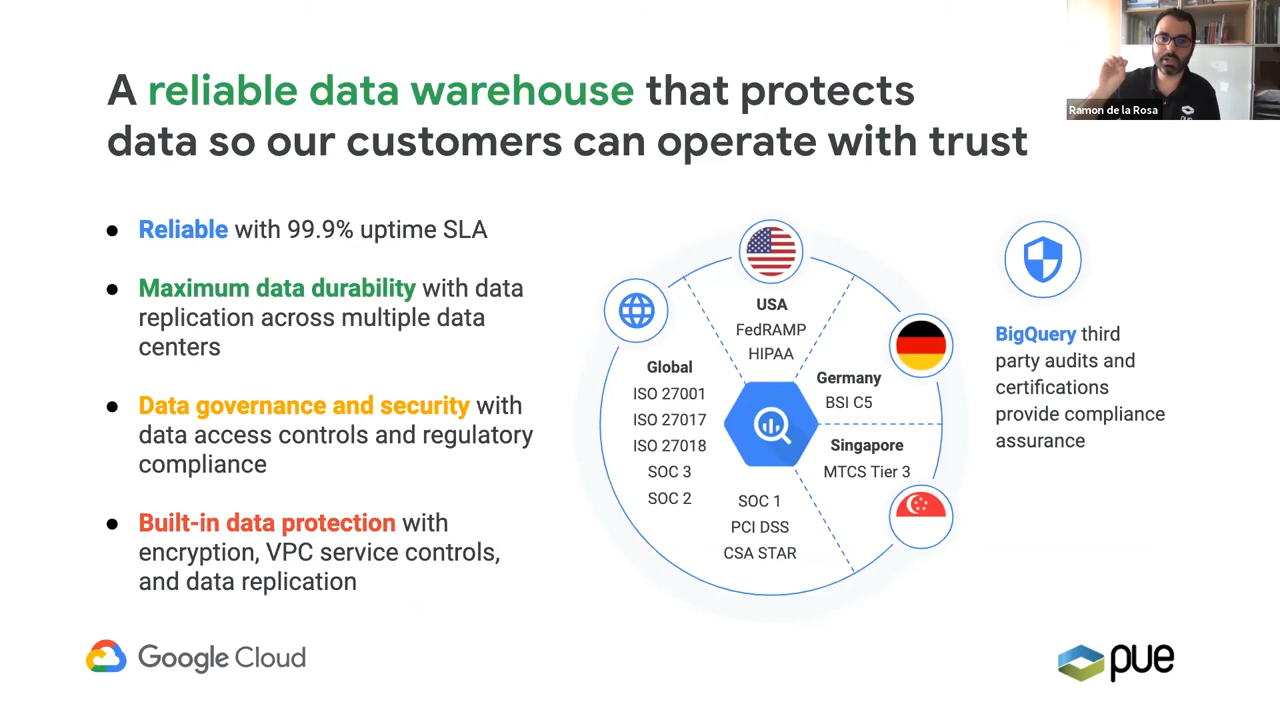 A reliable data warehouse that protects
data so our customers can operate with trust
Ramon de la Rosa
pue
● Reliable with 99.9% uptime SLA
● Maximum data durability with data
replication across multiple data
centers
● Data governance and security with
data access controls and regulatory
compliance
● Built-in data protection with
encryption, VPC service controls,
and data replication
USA
FedRAMP
HIPAA
Global
ISO 27001
ISO 27017
ISO 27018
SOC 3
SOC 2
SOC 1
PCI DSS
CSA STAR
Germany
BSI C5
Singapore
MTCS Tier 3
BigQuery third
party audits and
certifications
provide compliance
assurance
Google Cloud
pue